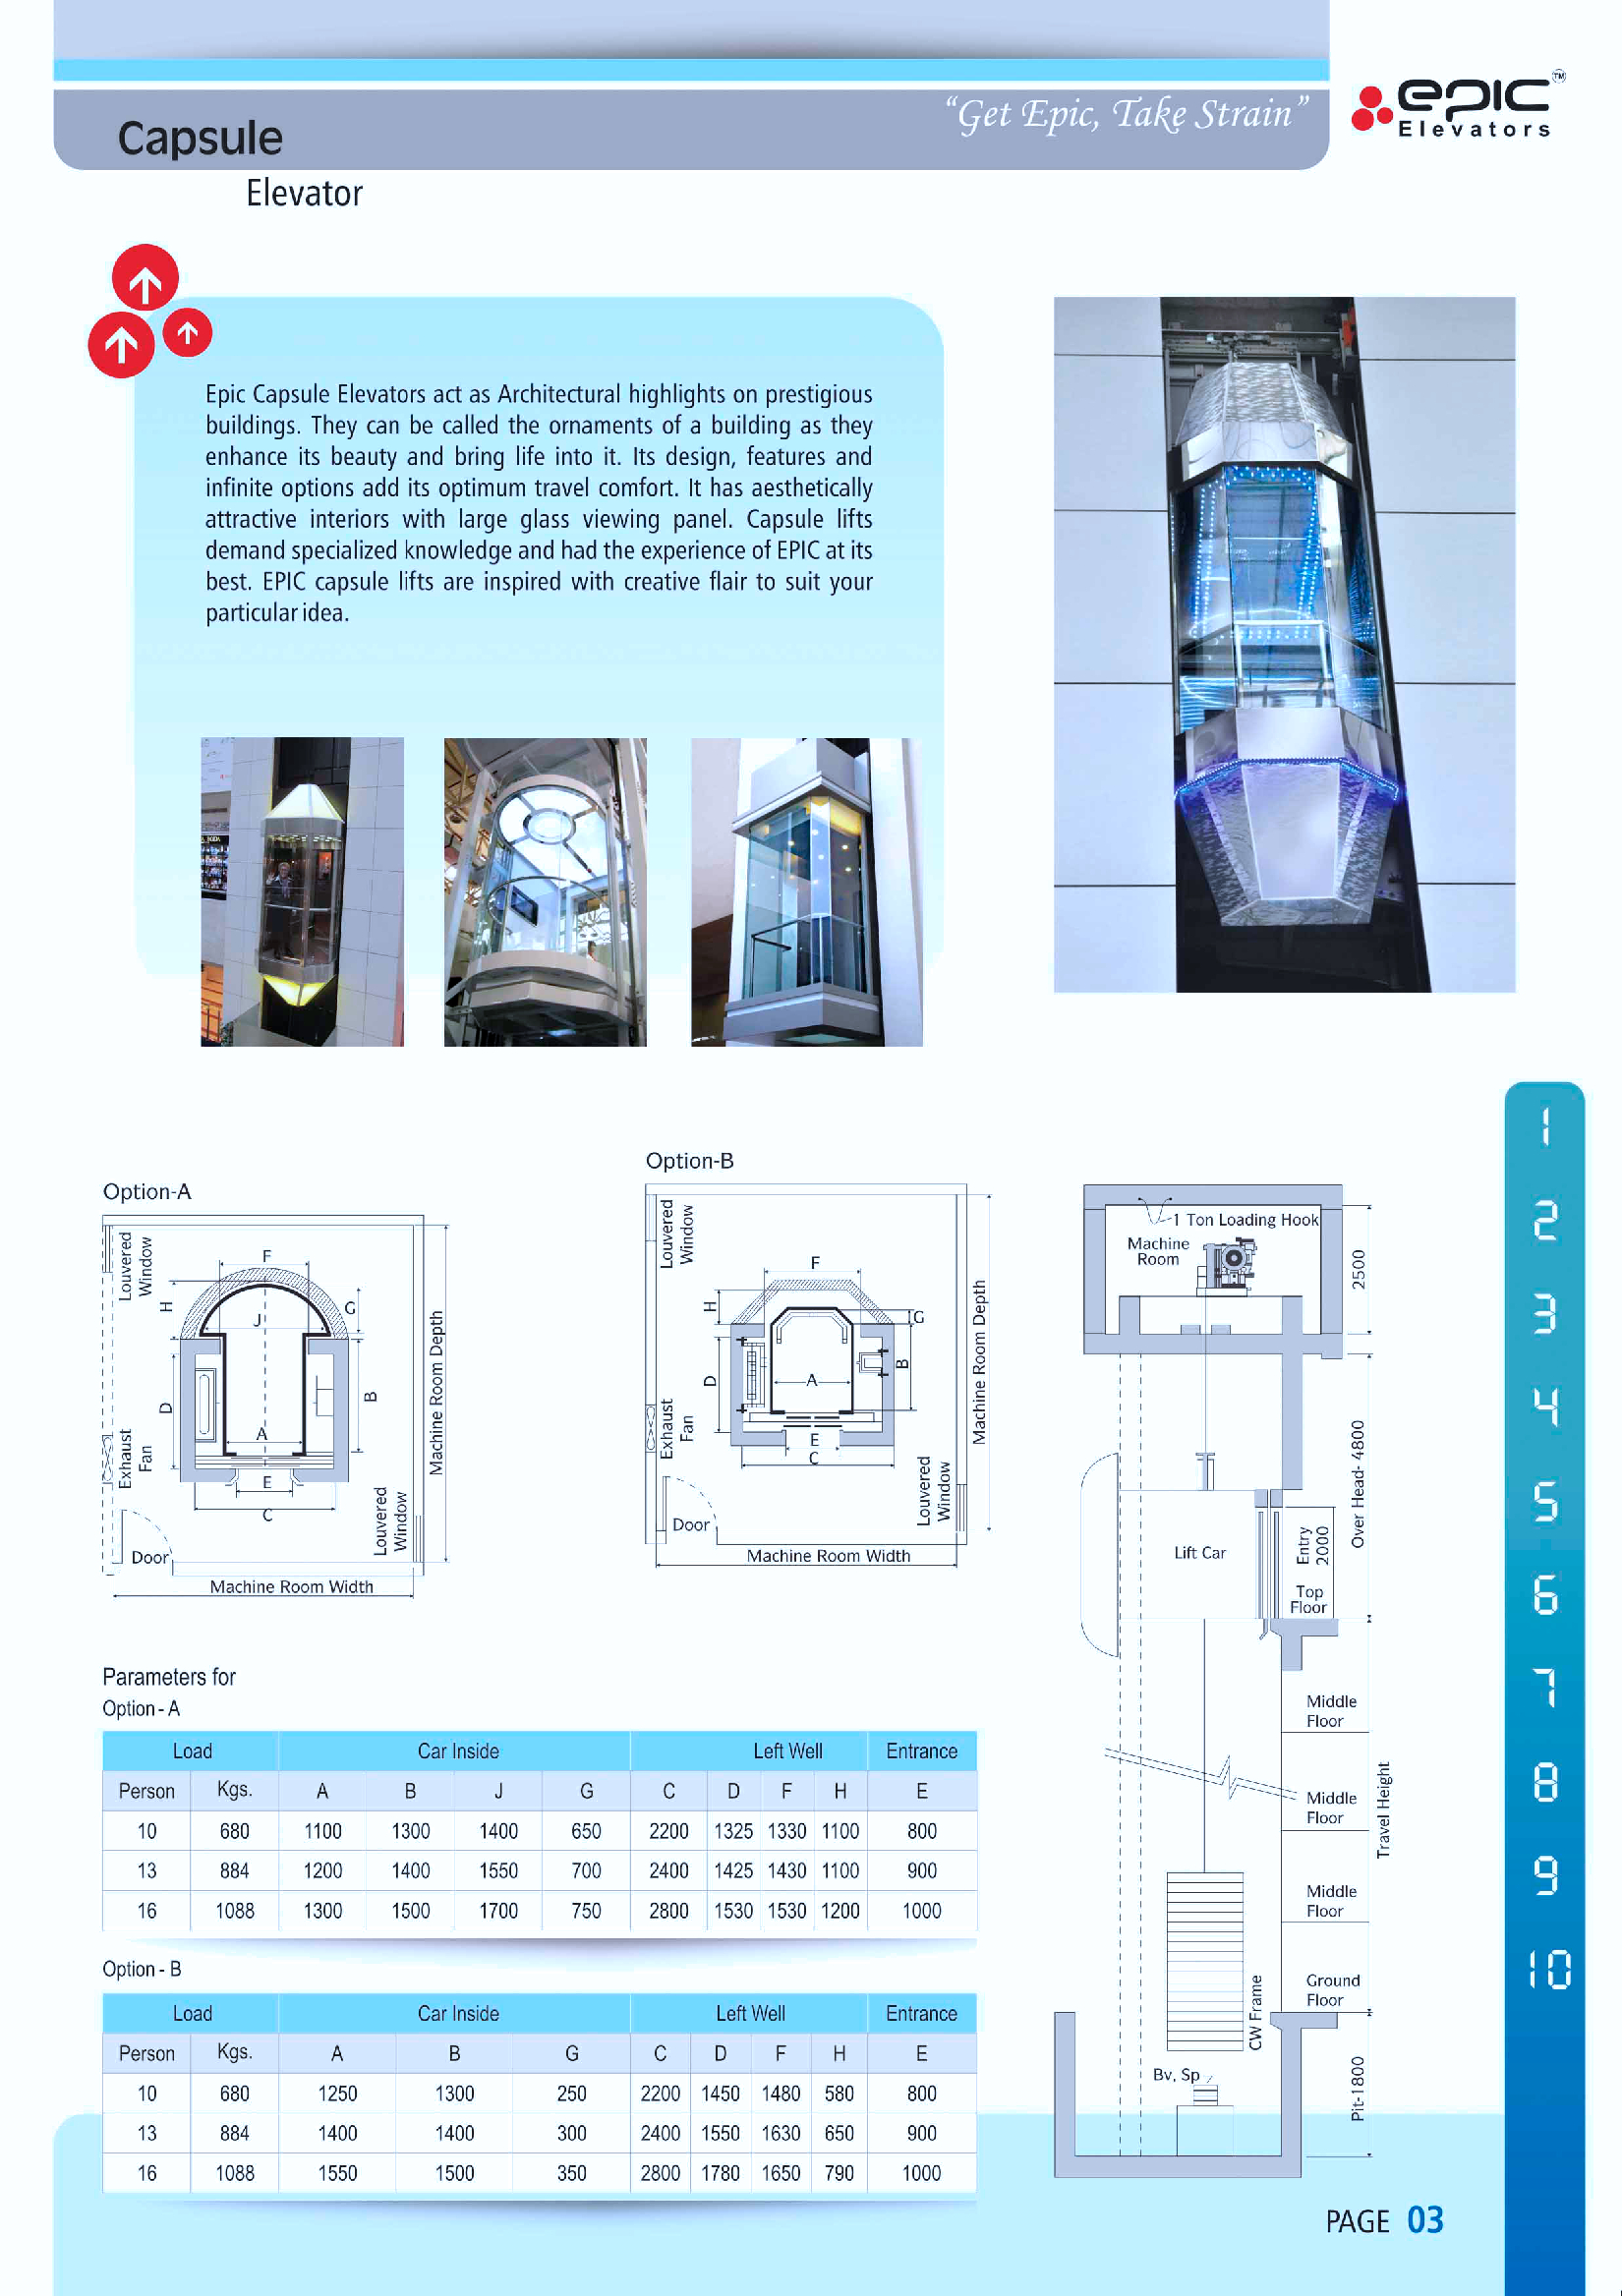 "Get Epic, Take Strain"
epic TM
Elevators
Capsule
Elevator
Epic Capsule Elevators act as Architectural highlights on prestigious
buildings. They can be called the ornaments of a building as they
enhance its beauty and bring life into it. Its design, features and
infinite options add its optimum travel comfort. It has aesthetically
attractive interiors with large glass viewing panel. Capsule lifts
demand specialized knowledge and had the experience of EPIC at its
best. EPIC capsule lifts are inspired with creative flair to suit your
particular idea.
Option-A
Louvered
Window
F
H
J
G
D
B
A
E
C
Exhaust
Fan
Door
Louvered
Window
Machine Room Depth
Machine Room Width
Option-B
Louvered
Window
F
H
G
D
A
B
E
C
Exhaust
Fan
Door
Louvered
Window
Machine Room Depth
Machine Room Width
1 Ton Loading Hook
Machine
Room
2500
Over Head- 4800
Lift Car
Entry
2000
Top
Floor
Middle
Floor
Middle
Floor
Travel Height
Middle
Floor
Ground
Floor
CW Frame
Bv, Sp
Pit-1800
Parameters for
Option - A
Load Car Inside Left Well Entrance
Person Kgs. A B J G C D F H E
10 680 1100 1300 1400 650 2200 1325 1330 1100 800
13 884 1200 1400 1550 700 2400 1425 1430 1100 900
16 1088 1300 1500 1700 750 2800 1530 1530 1200 1000
Option - B
Load Car Inside Left Well Entrance
Person Kgs. A B G C D F H E
10 680 1250 1300 250 2200 1450 1480 580 800
13 884 1400 1400 300 2400 1550 1630 650 900
16 1088 1550 1500 350 2800 1780 1650 790 1000
1
2
3
4
5
6
7
8
9
10
PAGE 03